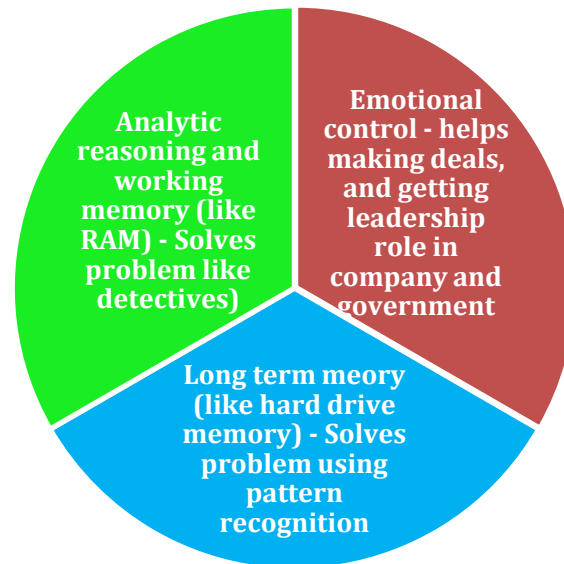 Analytic
reasoning and
working
memory (like
RAM) - Solves
problem like
detectives)
Emotional
control - helps
making deals,
and getting
leadership
role in
company and
government
Long term meory
(like hard drive
memory) - Solves
problem using
pattern
recognition